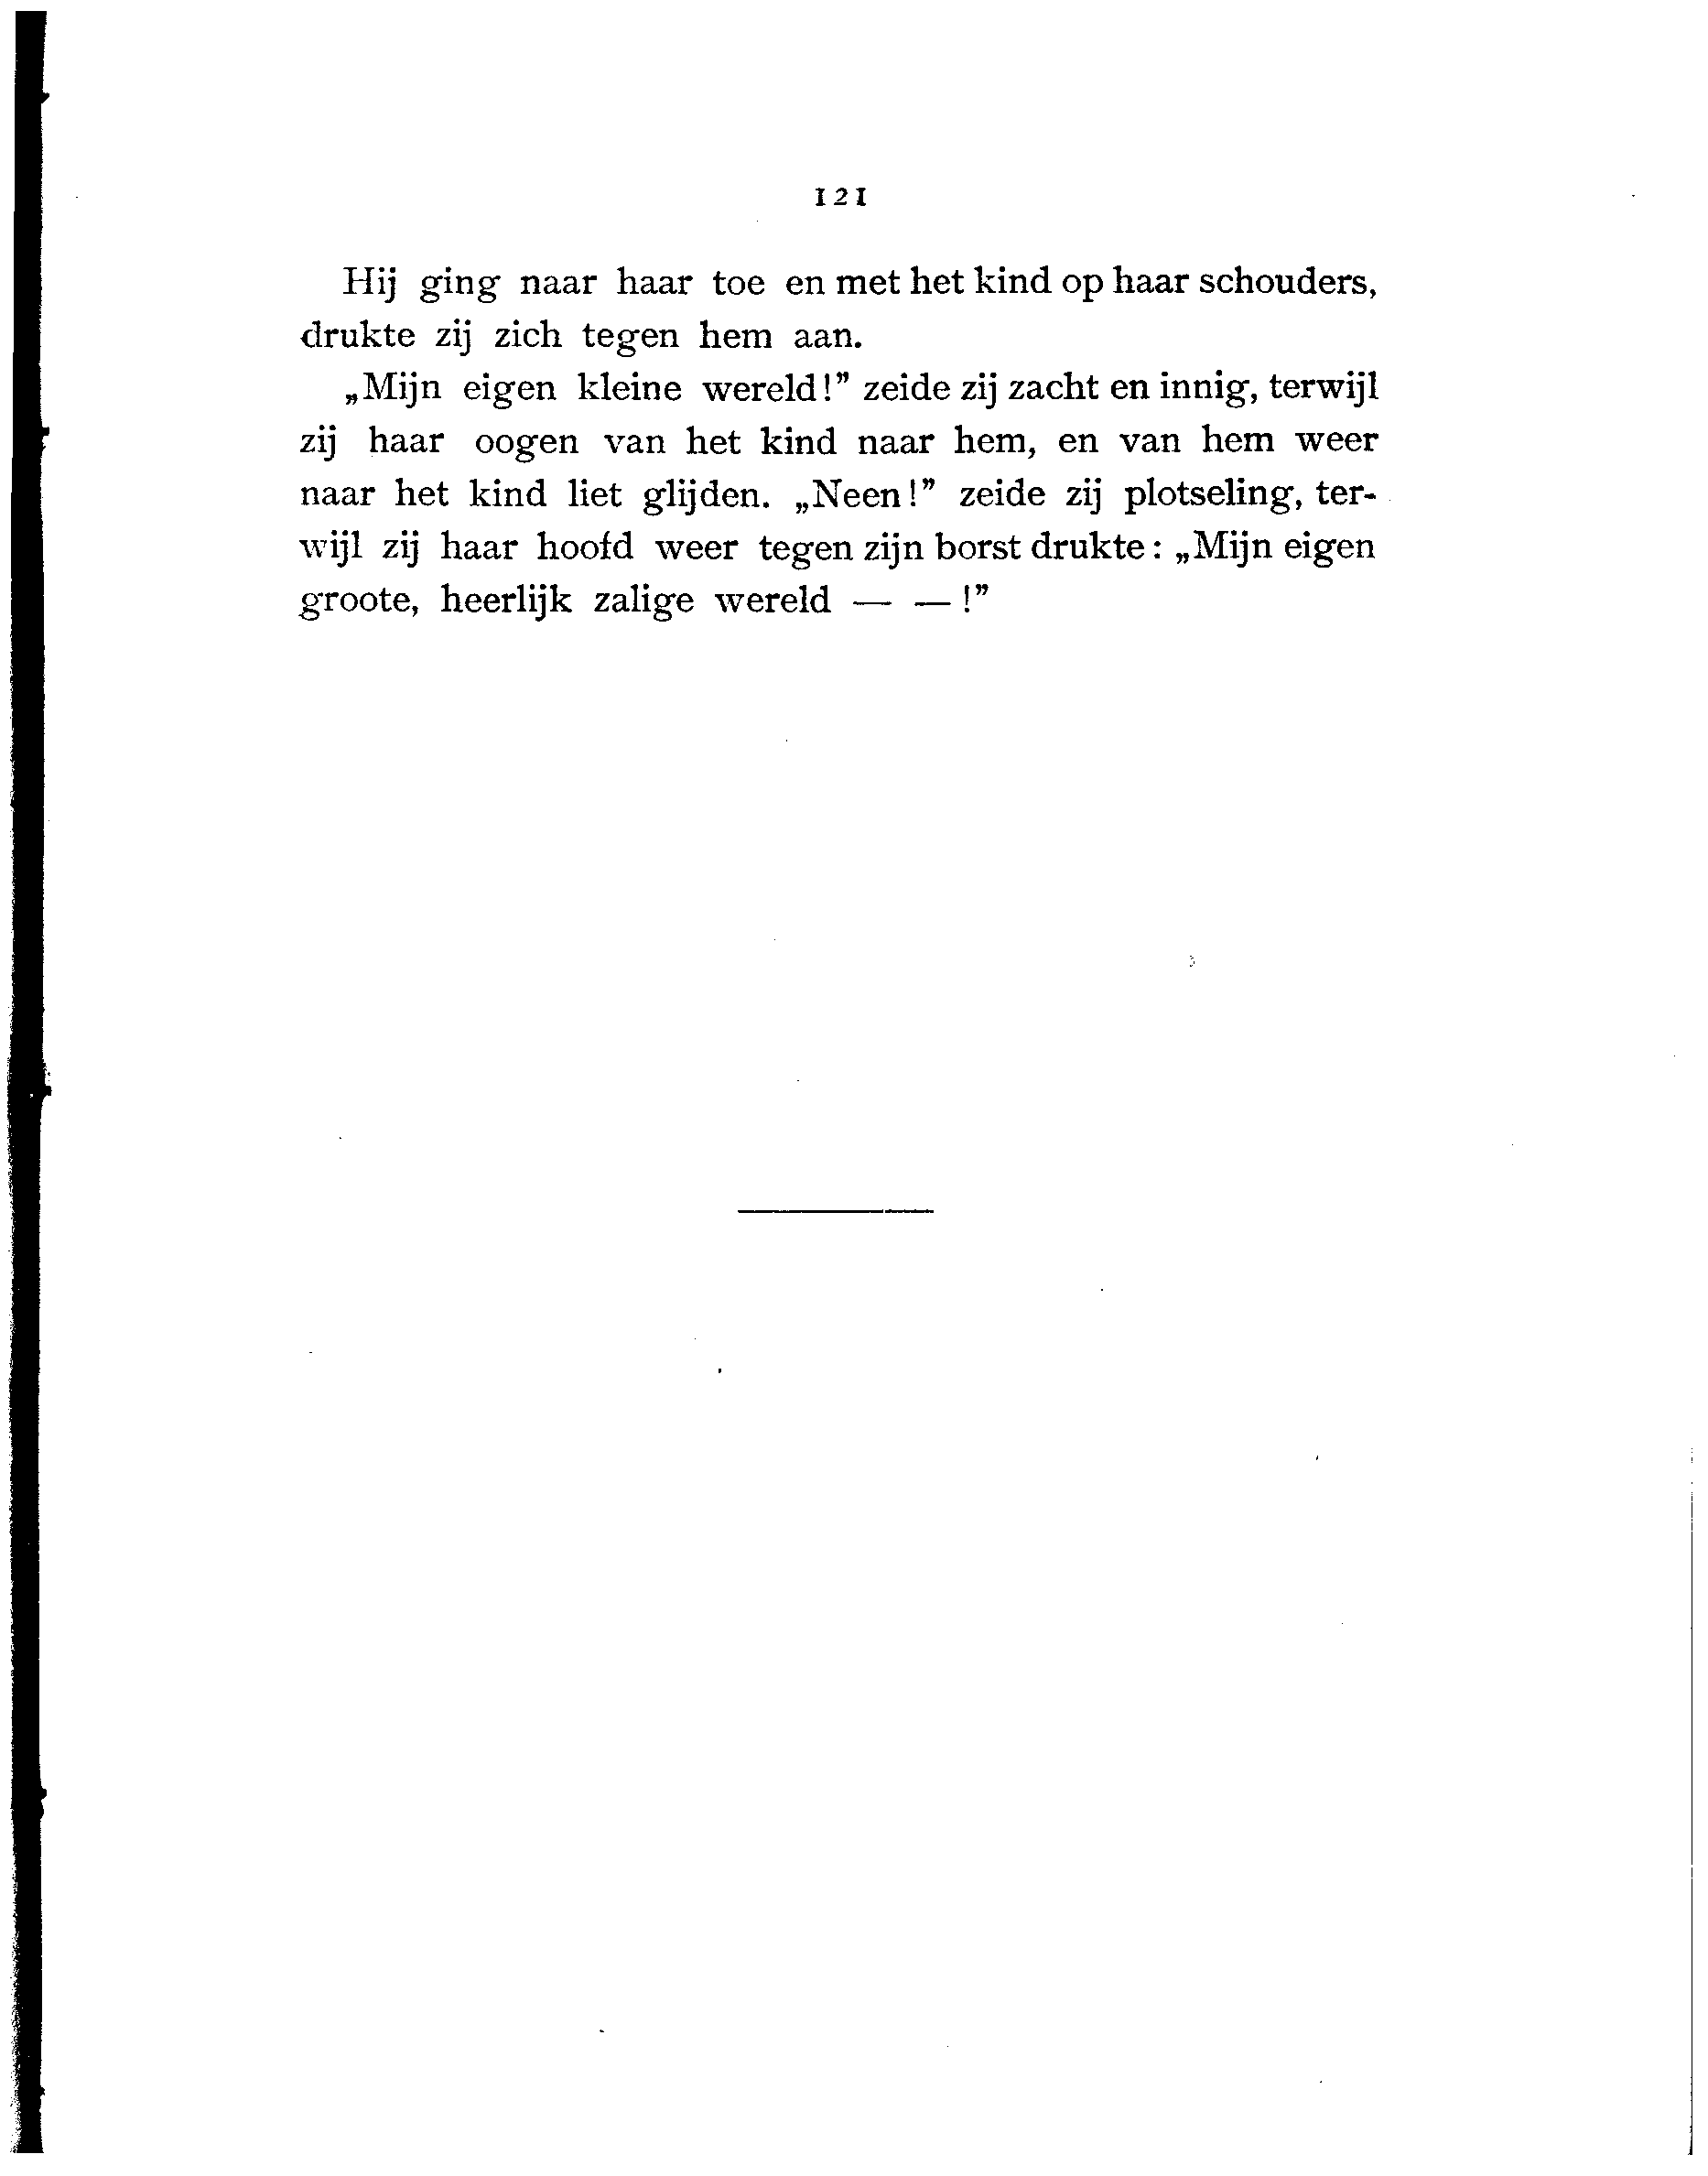 121
Hij ging naar haar toe en met het kind op haar schouders,
drukte zij zich tegen hem aan.
„Mijn eigen kleine wereld!” zeide zij zacht en innig, terwijl
zij haar oogen van het kind naar hem, en van hem weer
naar het kind liet glijden. „Neen!” zeide zij plotseling, ter-
wijl zij haar hoofd weer tegen zijn borst drukte: „Mijn eigen
groote, heerlijk zalige wereld — — !”